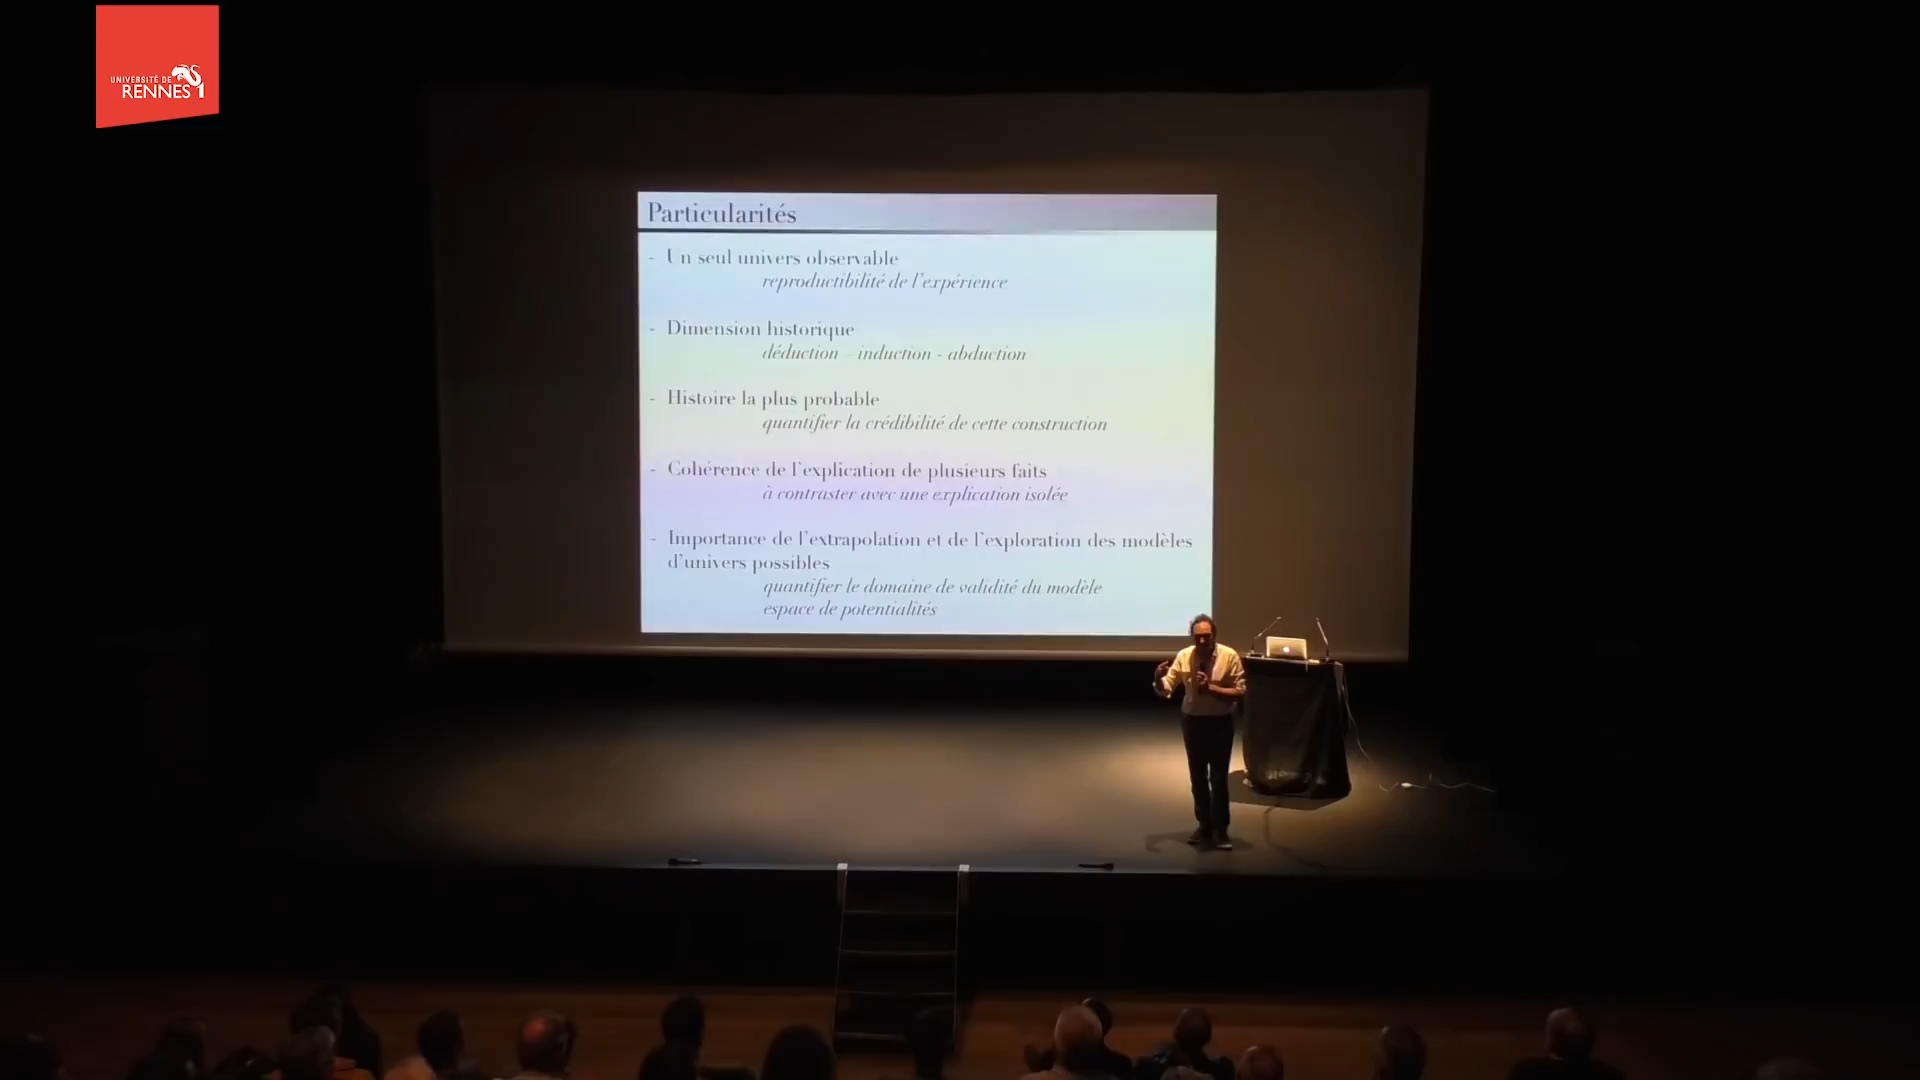 UNIVERSITÉ DE
RENNES 1
Particularités
- Un seul univers observable
reproductibilité de l'expérience
- Dimension historique
déduction - induction - abduction
- Histoire la plus probable
quantifier la crédibilité de cette construction
- Cohérence de l'explication de plusieurs faits
à contraster avec une explication isolée
- Importance de l'extrapolation et de l'exploration des modèles
d'univers possibles
quantifier le domaine de validité du modèle
espace de potentialités